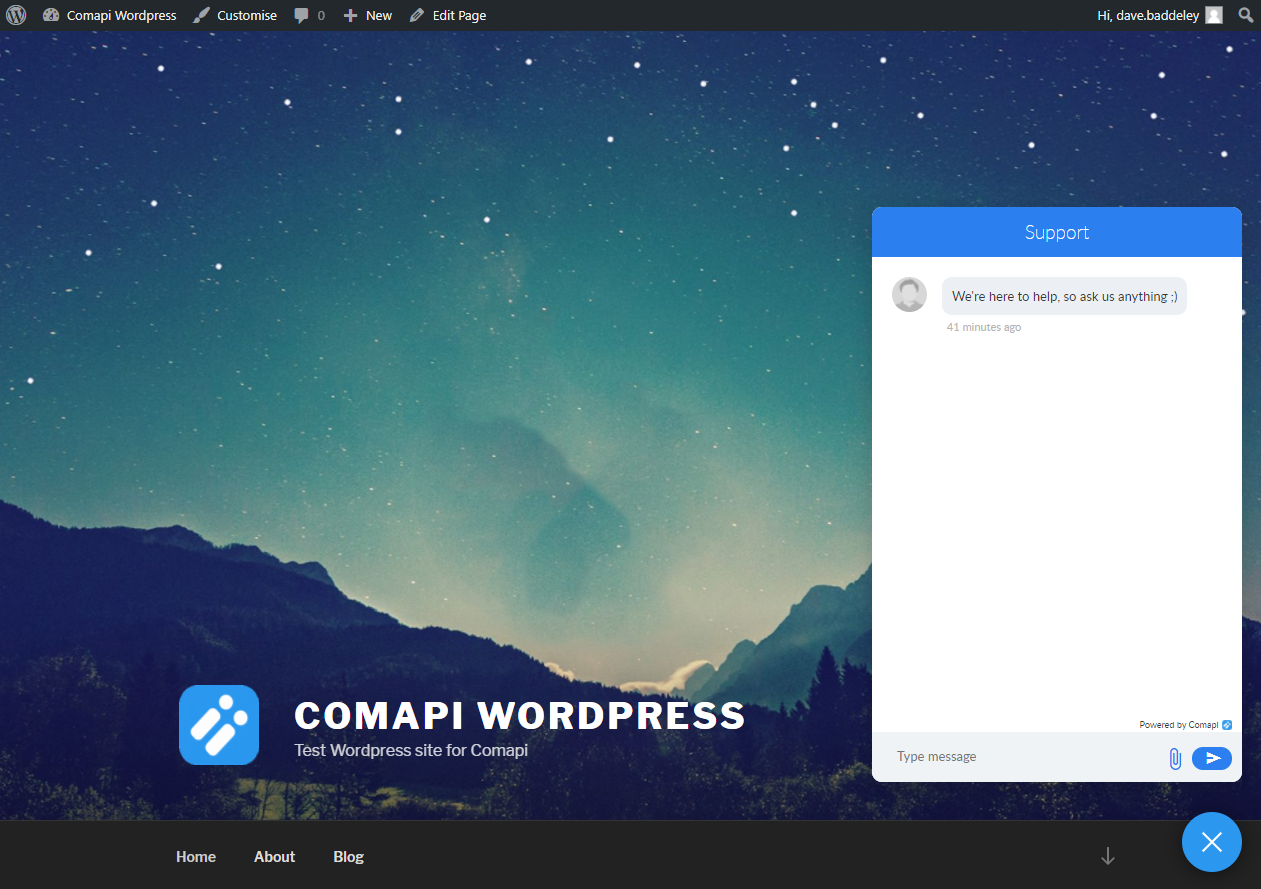 Comapi Wordpress Customise 0 New Edit Page Hi, dave.baddeley
Support
We're here to help, so ask us anything ;)
41 minutes ago
COMAPI WORDPRESS
Test Wordpress site for Comapi
Powered by Comapi
Type message
Home About Blog